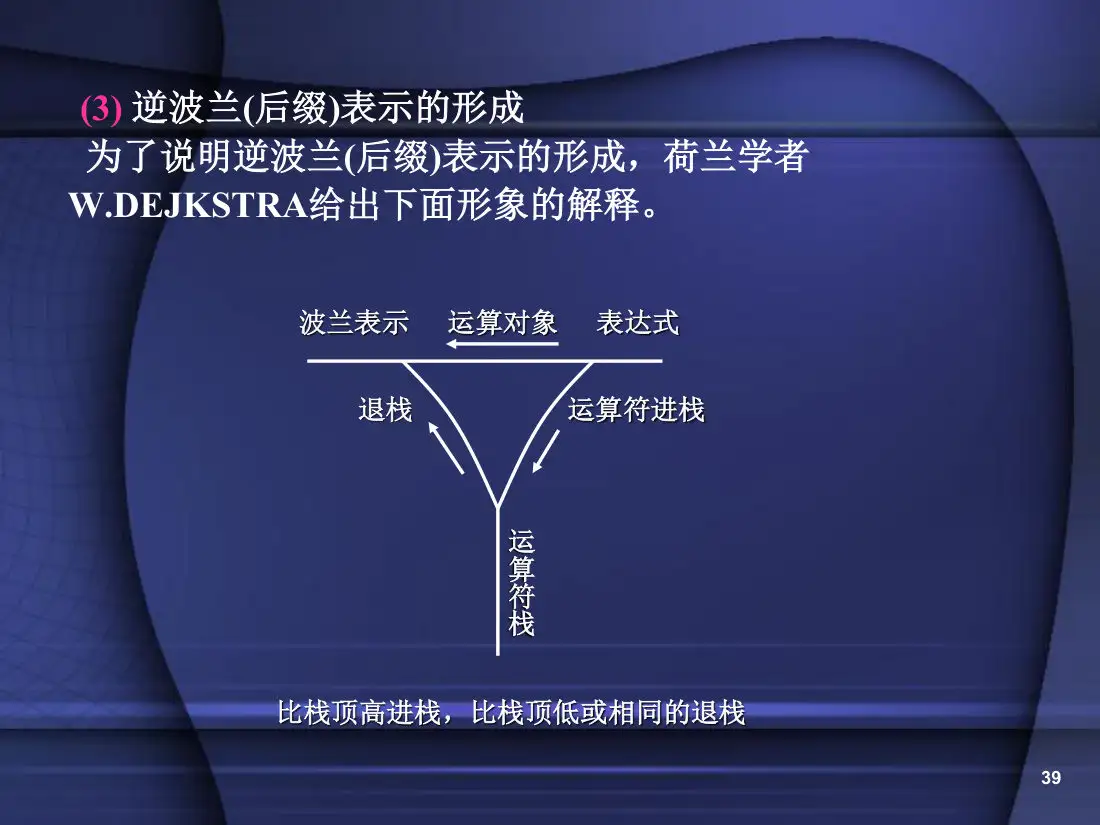 (3) 逆波兰(后缀)表示的形成
为了说明逆波兰(后缀)表示的形成，荷兰学者
W.DEJKSTRA给出下面形象的解释。
波兰表示 运算对象 表达式
退栈 运算符进栈
运算符栈
比栈顶高进栈，比栈顶低或相同的退栈
39